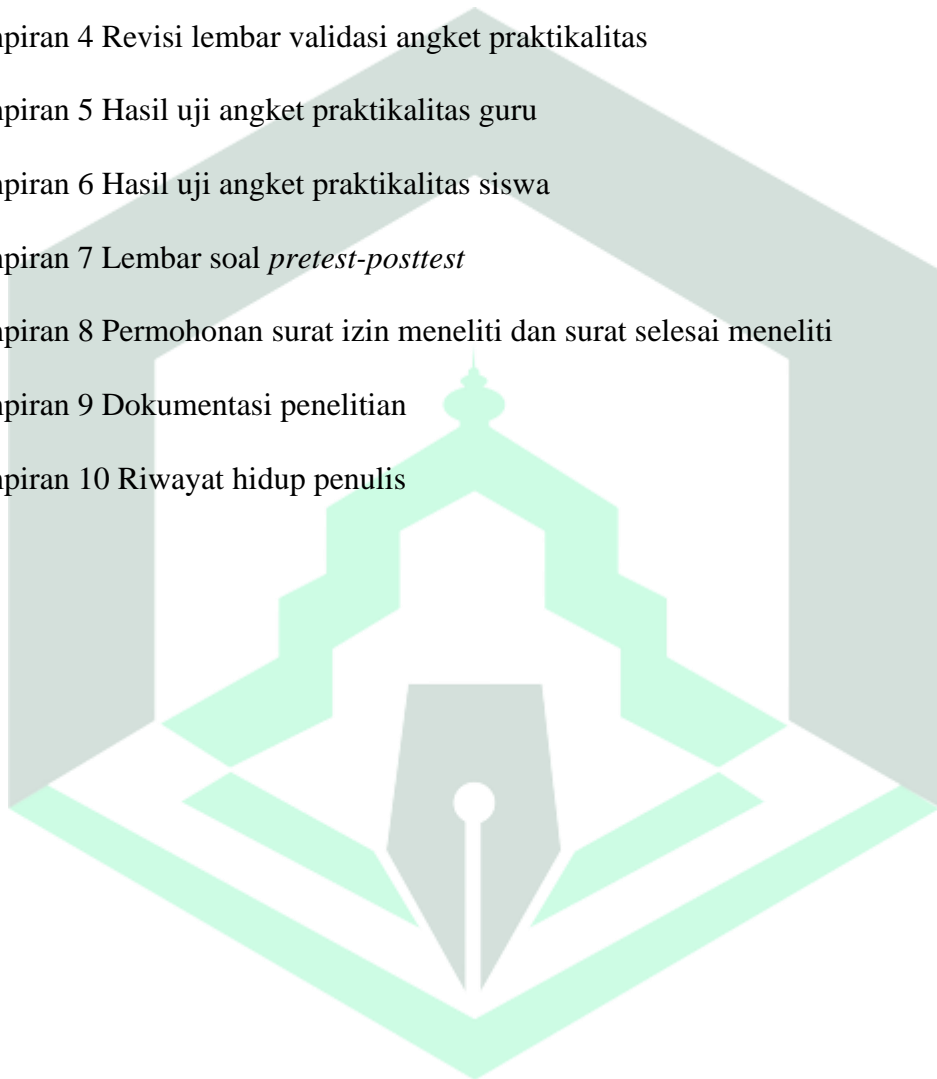 npiran 4 Revisi lembar validasi angket praktikalitas
npiran 5 Hasil uji angket praktikalitas guru
npiran 6 Hasil uji angket praktikalitas siswa
npiran 7 Lembar soal pretest-posttest
npiran 8 Permohonan surat izin meneliti dan surat selesai meneliti
npiran 9 Dokumentasi penelitian
npiran 10 Riwayat hidup penulis